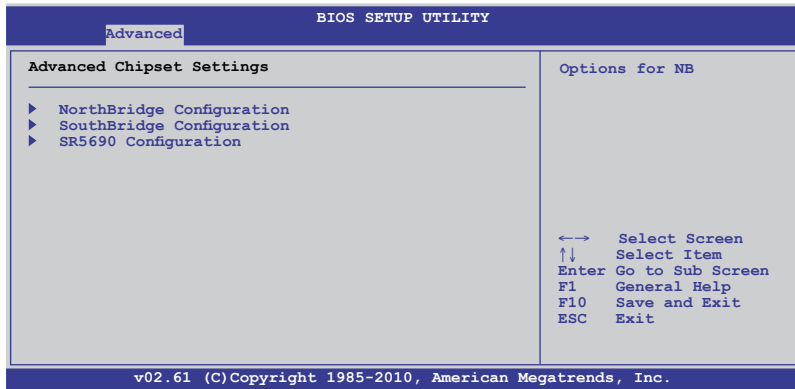 BIOS SETUP UTILITY
Advanced
Advanced Chipset Settings
NorthBridge Configuration
SouthBridge Configuration
SR5690 Configuration
Options for NB
←→ Select Screen
↑↓ Select Item
Enter Go to Sub Screen
F1 General Help
F10 Save and Exit
ESC Exit
v02.61 (C)Copyright 1985-2010, American Megatrends, Inc.